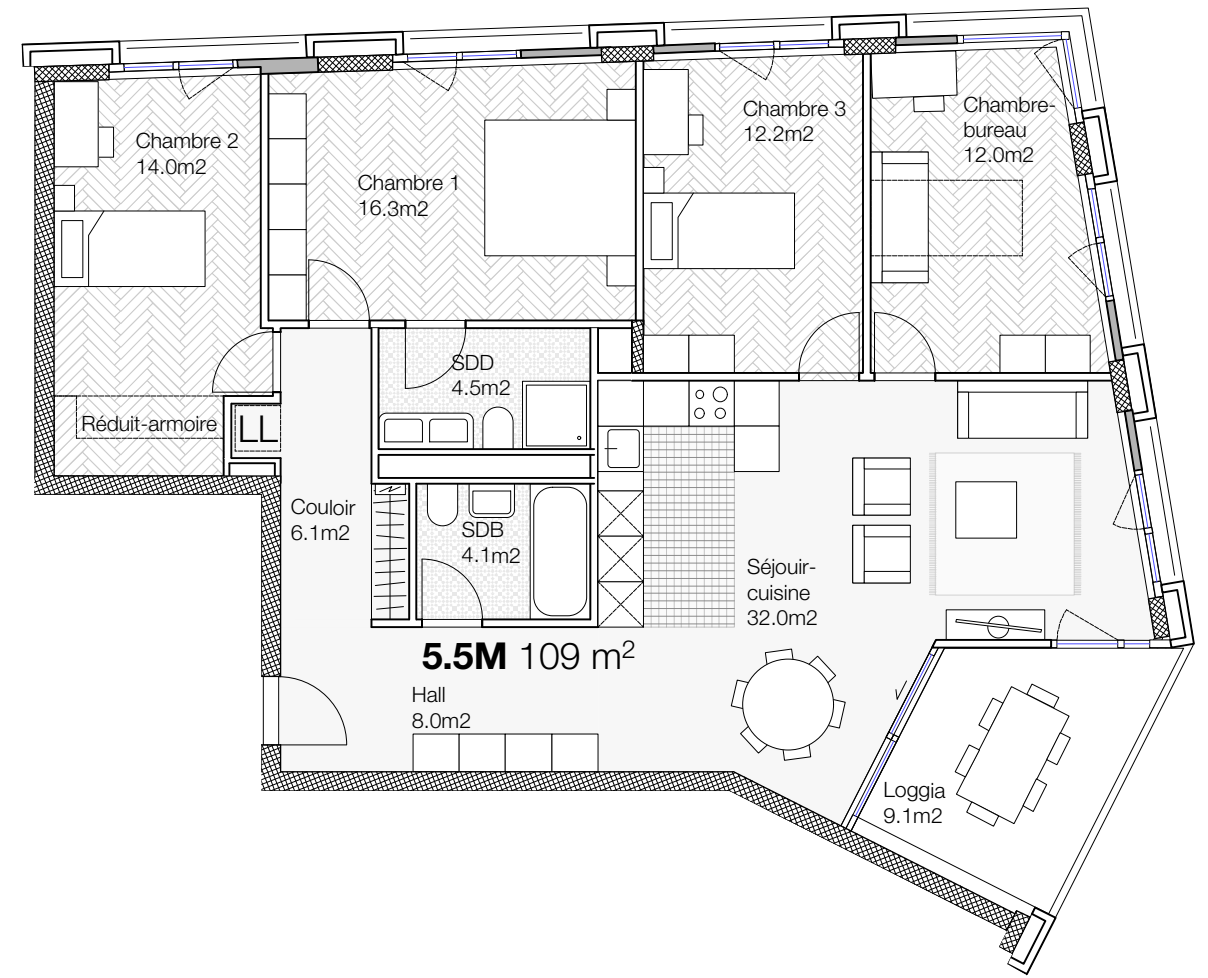 Chambre 2
14.0m2
Chambre 1
16.3m2
Chambre 3
12.2m2
Chambre-
bureau
12.0m2
SDD
4.5m2
Réduit-armoire
LL
Couloir
6.1m2
SDB
4.1m2
Séjouir-
cuisine
32.0m2
5.5M 109 m²
Hall
8.0m2
Loggia
9.1m2